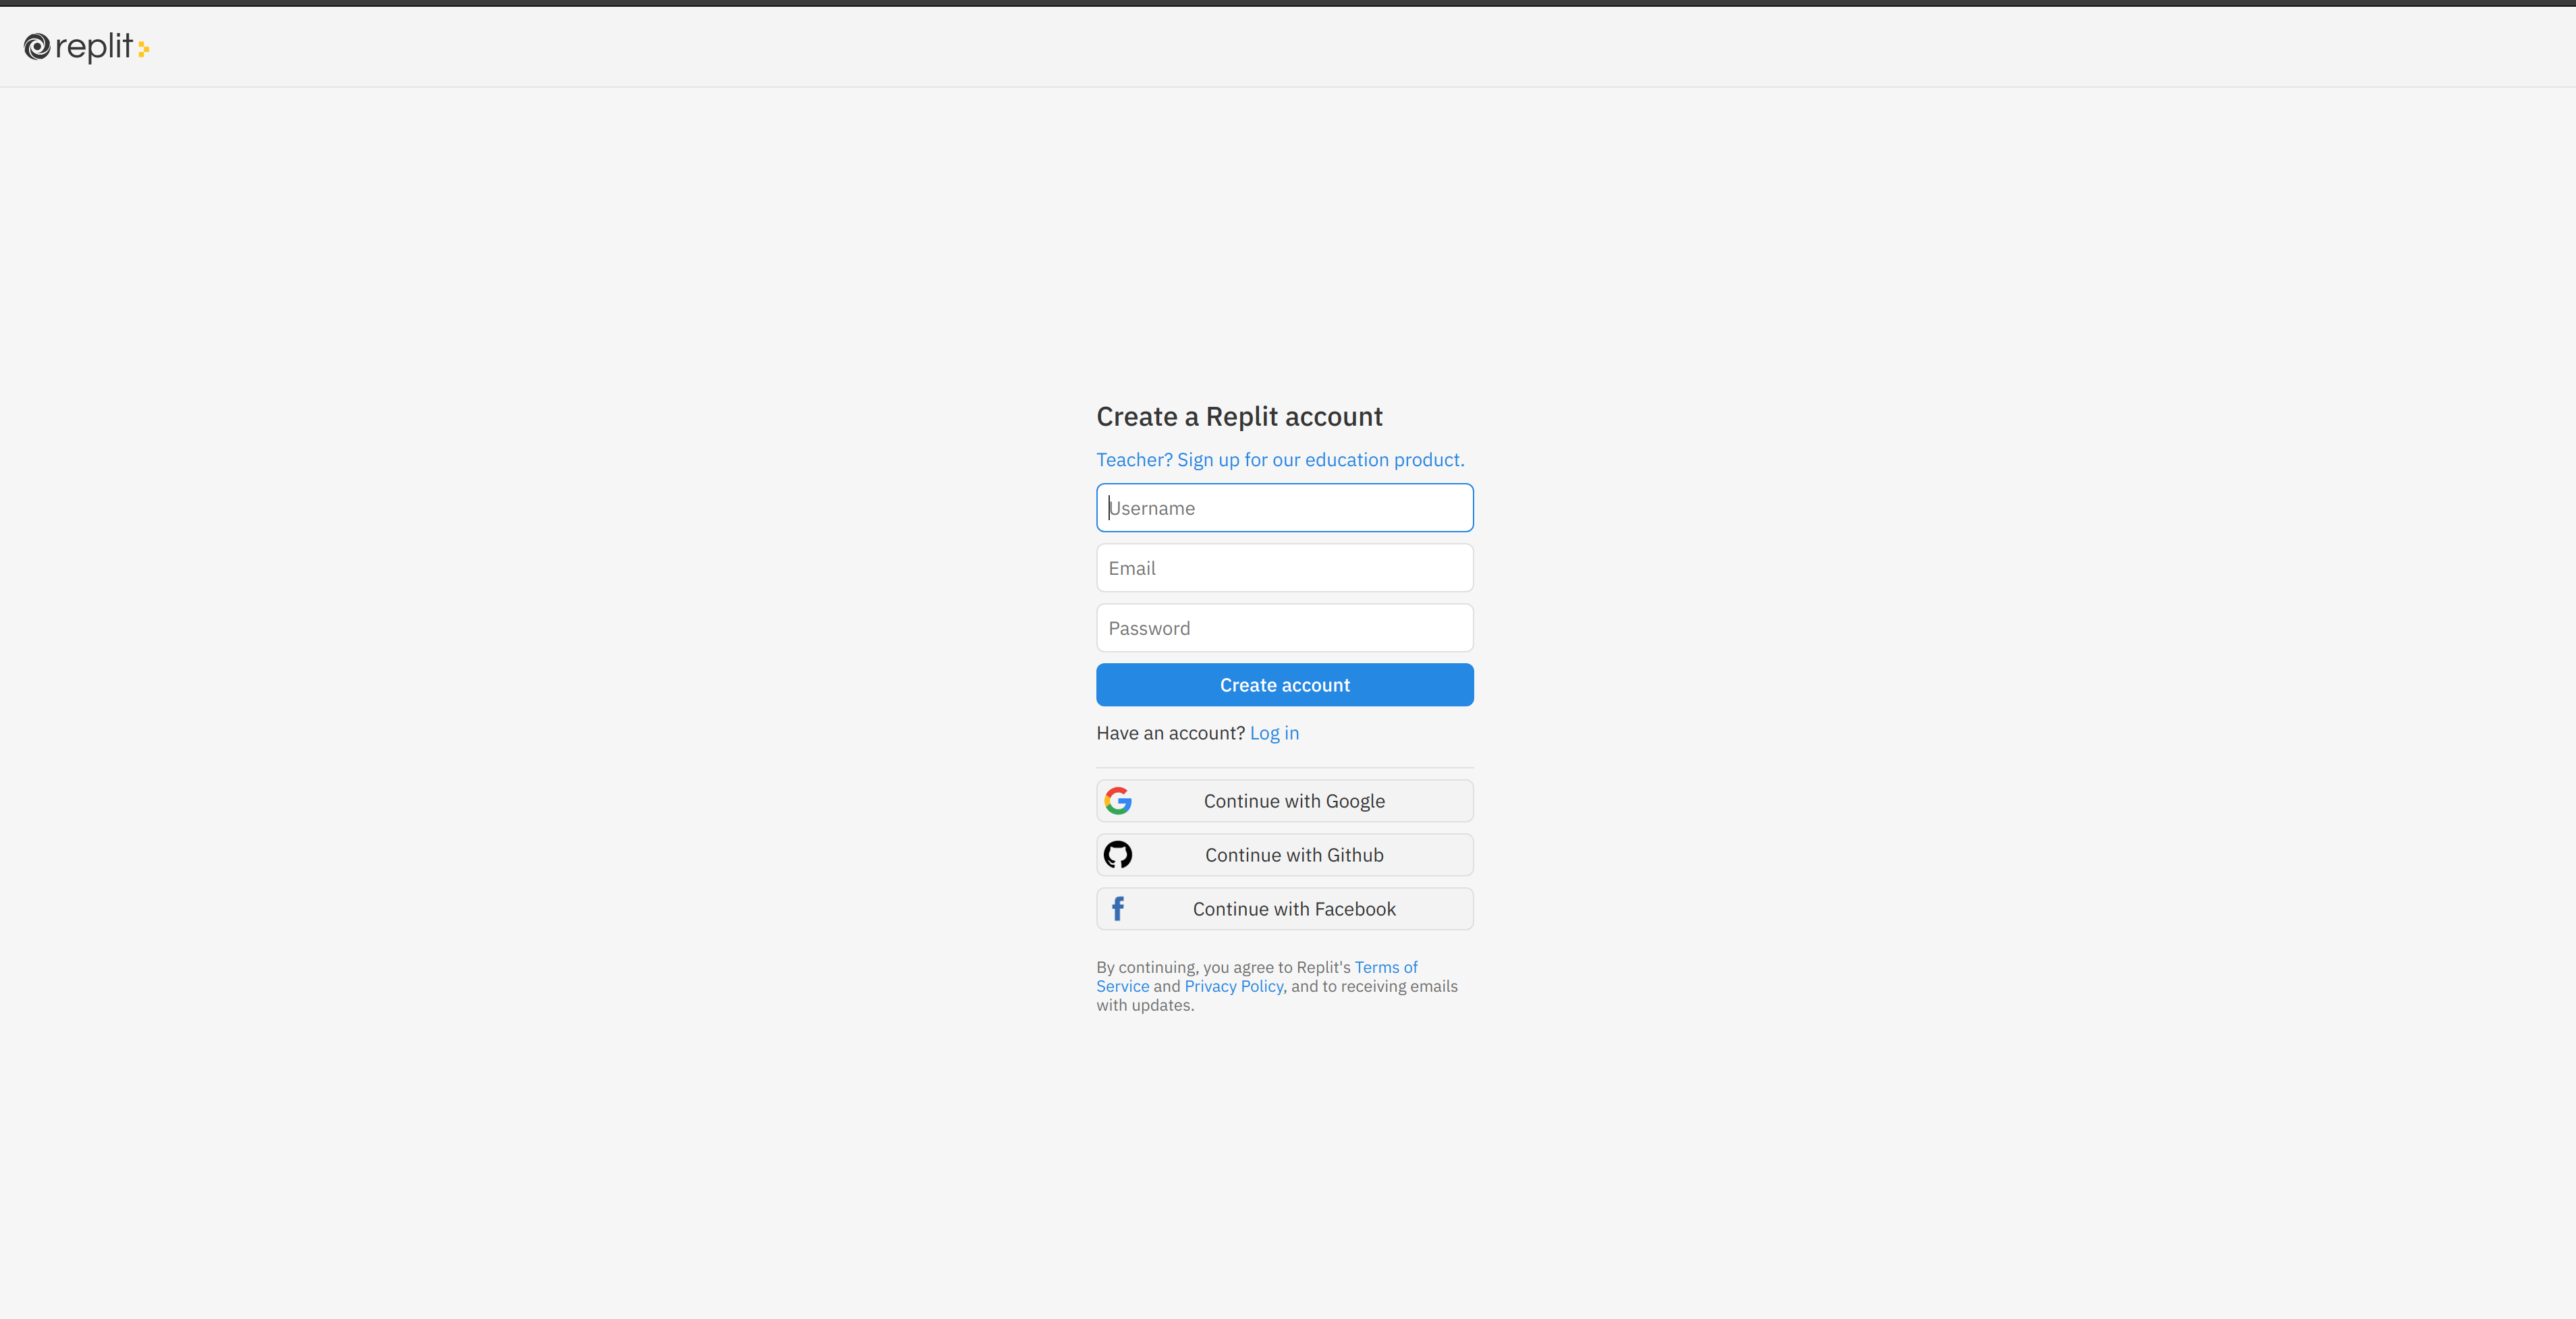 replit
Create a Replit account
Teacher? Sign up for our education product.
Username
Email
Password
Create account
Have an account? Log in
Continue with Google
Continue with Github
Continue with Facebook
By continuing, you agree to Replit's Terms of
Service and Privacy Policy, and to receiving emails
with updates.